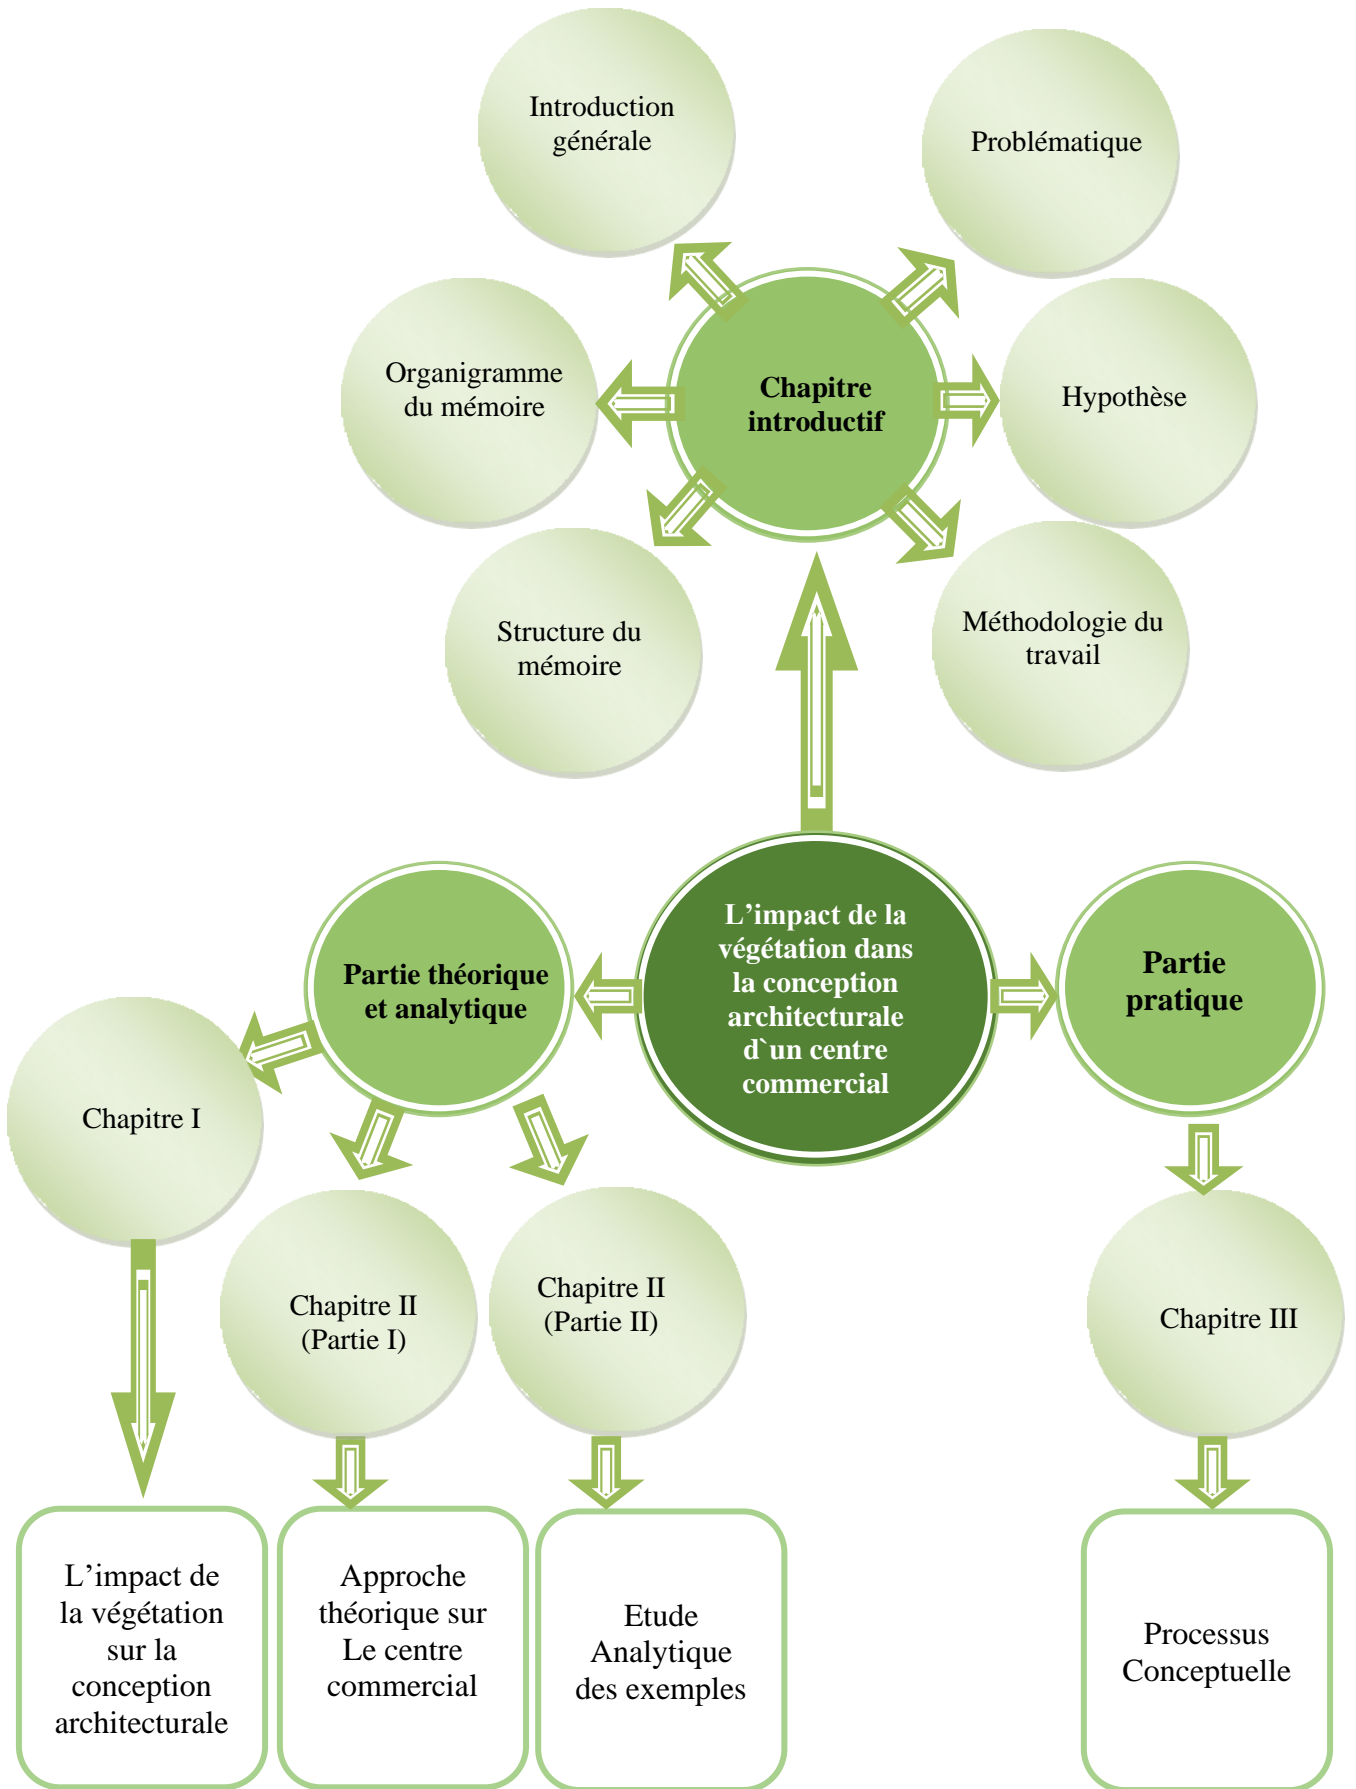 Introduction
générale
Problématique
Organigramme
du mémoire
Chapitre
introductif
Hypothèse
Structure du
mémoire
Méthodologie du
travail
Partie théorique
et analytique
L’impact de la
végétation dans
la conception
architecturale
d`un centre
commercial
Partie
pratique
Chapitre I
Chapitre II
(Partie I)
Chapitre II
(Partie II)
Chapitre III
L’impact de
la végétation
sur la
conception
architecturale
Approche
théorique sur
Le centre
commercial
Etude
Analytique
des exemples
Processus
Conceptuelle